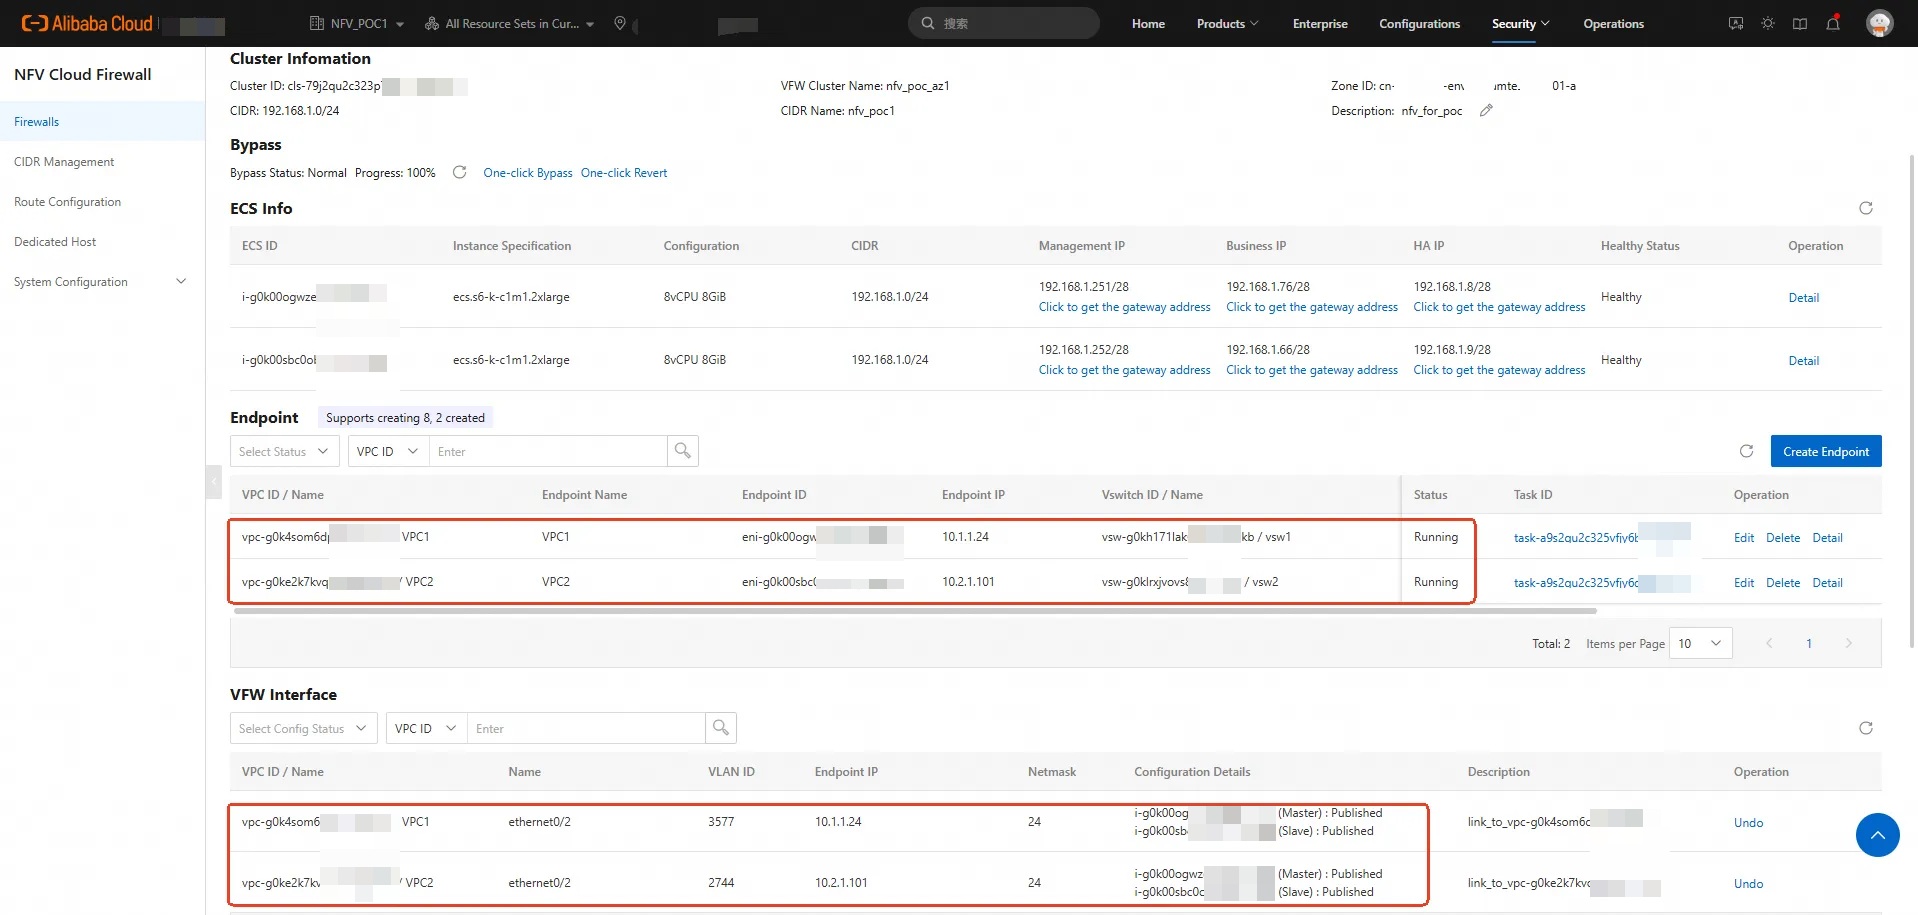 Alibaba Cloud
NFV_POC1
All Resource Sets in Cur...
搜索
Home
Products
Enterprise
Configurations
Security
Operations
NFV Cloud Firewall
Firewalls
CIDR Management
Route Configuration
Dedicated Host
System Configuration
Cluster Infomation
Cluster ID: cls-79j2qu2c323p
VFW Cluster Name: nfv_poc_az1
Zone ID: cn- -env 01-a
CIDR: 192.168.1.0/24
CIDR Name: nfv_poc1
Description: nfv_for_poc
Bypass
Bypass Status: Normal Progress: 100% One-click Bypass One-click Revert
ECS Info
ECS ID Instance Specification Configuration CIDR Management IP Business IP HA IP Healthy Status Operation
i-g0k00ogwze ecs.s6-k-c1m1.2xlarge 8vCPU 8GiB 192.168.1.0/24 192.168.1.251/28 192.168.1.76/28 192.168.1.8/28 Healthy Detail
Click to get the gateway address Click to get the gateway address Click to get the gateway address
i-g0k00sbc0ol ecs.s6-k-c1m1.2xlarge 8vCPU 8GiB 192.168.1.0/24 192.168.1.252/28 192.168.1.66/28 192.168.1.9/28 Healthy Detail
Click to get the gateway address Click to get the gateway address Click to get the gateway address
Endpoint Supports creating 8, 2 created
Select Status VPC ID Enter Create Endpoint
VPC ID / Name Endpoint Name Endpoint ID Endpoint IP Vswitch ID / Name Status Task ID Operation
vpc-g0k4som6d VPC1 VPC1 eni-g0k00ogw 10.1.1.24 vsw-g0kh171lak kb / vsw1 Running task-a9s2qu2c325vfjy6 Edit Delete Detail
vpc-g0ke2k7kvq / VPC2 VPC2 eni-g0k00sbc 10.2.1.101 vsw-g0klrxjvovs / vsw2 Running task-a9s2qu2c325vfjy6 Edit Delete Detail
Total: 2 Items per Page 10 1
VFW Interface
Select Config Status VPC ID Enter
VPC ID / Name Name VLAN ID Endpoint IP Netmask Configuration Details Description Operation
vpc-g0k4som6 VPC1 ethernet0/2 3577 10.1.1.24 24 i-g0k00og (Master) : Published link_to_vpc-g0k4som6 Undo
i-g0k00sb (Slave) : Published
vpc-g0ke2k7kv / VPC2 ethernet0/2 2744 10.2.1.101 24 i-g0k00ogwz (Master) : Published link_to_vpc-g0ke2k7kv Undo
i-g0k00sbc0 (Slave) : Published